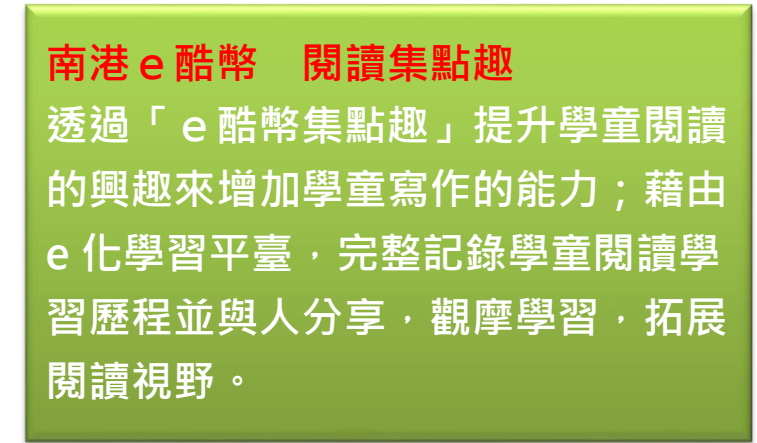 南港ｅ酷幣　閱讀集點趣
透過「ｅ酷幣集點趣」提升學童閱讀
的興趣來增加學童寫作的能力；藉由
e 化學習平臺，完整記錄學童閱讀學
習歷程並與人分享，觀摩學習，拓展
閱讀視野。